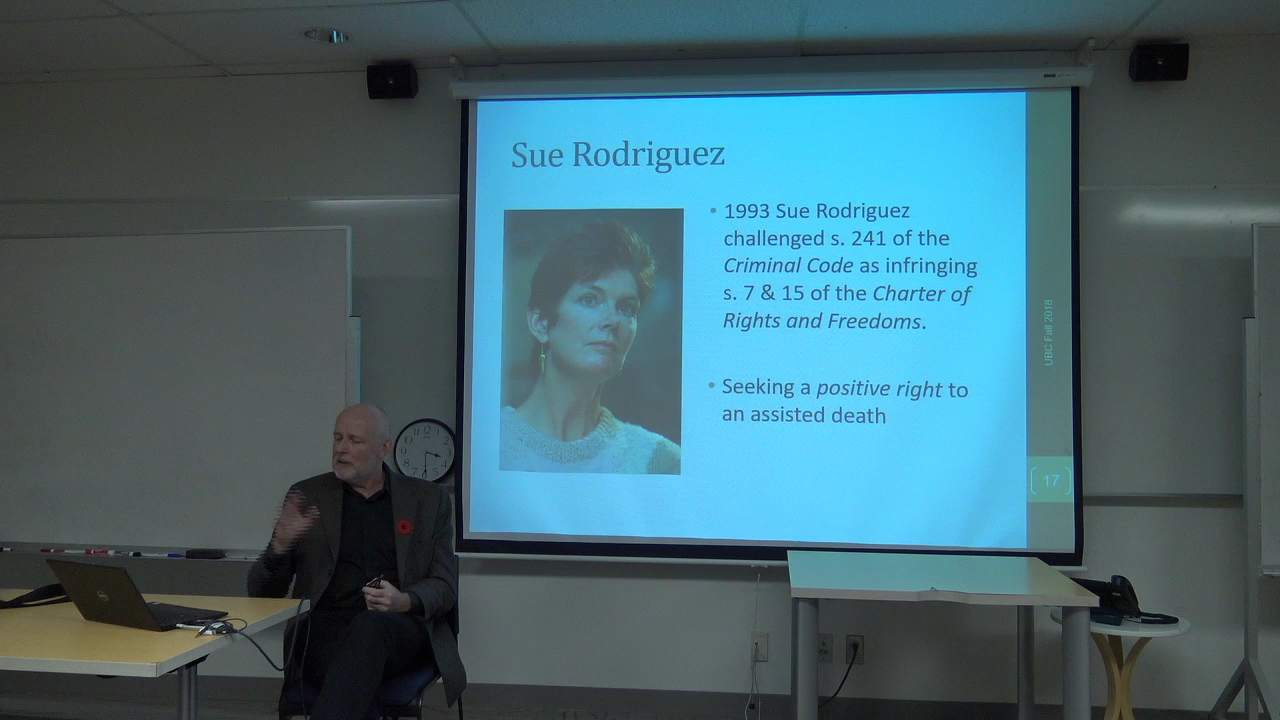 Sue Rodriguez
• 1993 Sue Rodriguez
challenged s. 241 of the
Criminal Code as infringing
s. 7 & 15 of the Charter of
Rights and Freedoms.
• Seeking a positive right to
an assisted death
UBC Fall 2018
17